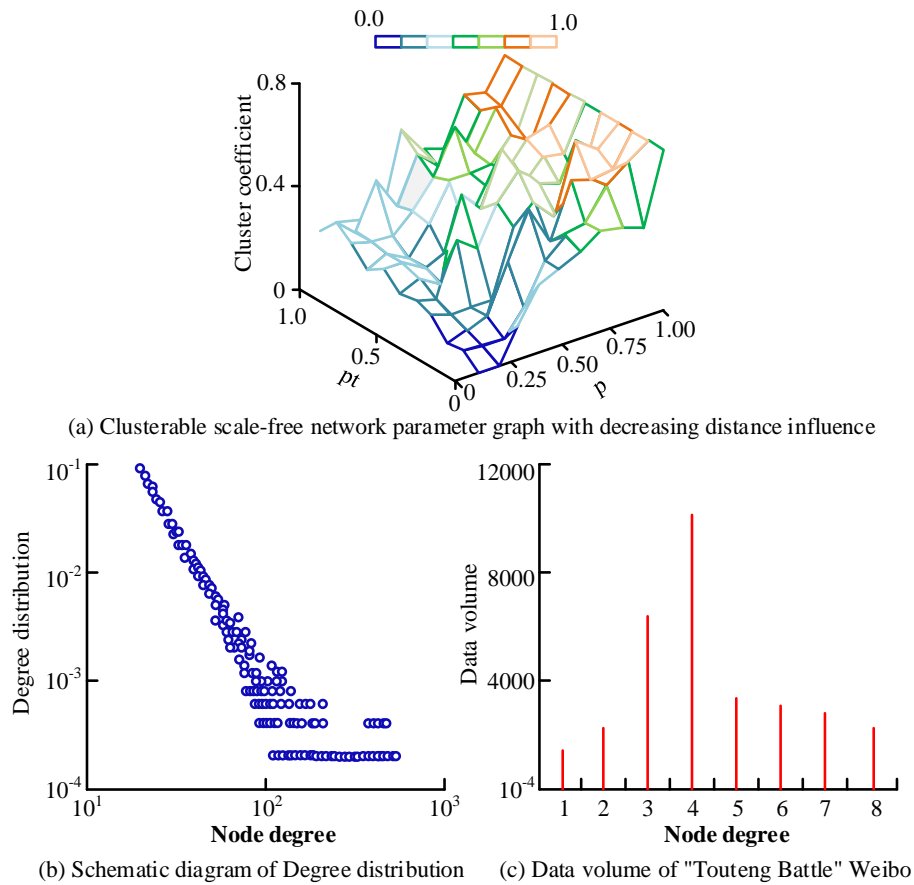 0.0 1.0
0.8
0.4
0
Cluster coefficient
1.0
0.5
0
pt
0
0.25
0.50
0.75
1.00
p
(a) Clusterable scale-free network parameter graph with decreasing distance influence
10^-1
10^-2
10^-3
10^-4
Degree distribution
10^1 10^2 10^3
Node degree
(b) Schematic diagram of Degree distribution
12000
8000
4000
10^-4
Data volume
1 2 3 4 5 6 7 8
Node degree
(c) Data volume of "Touteng Battle" Weibo